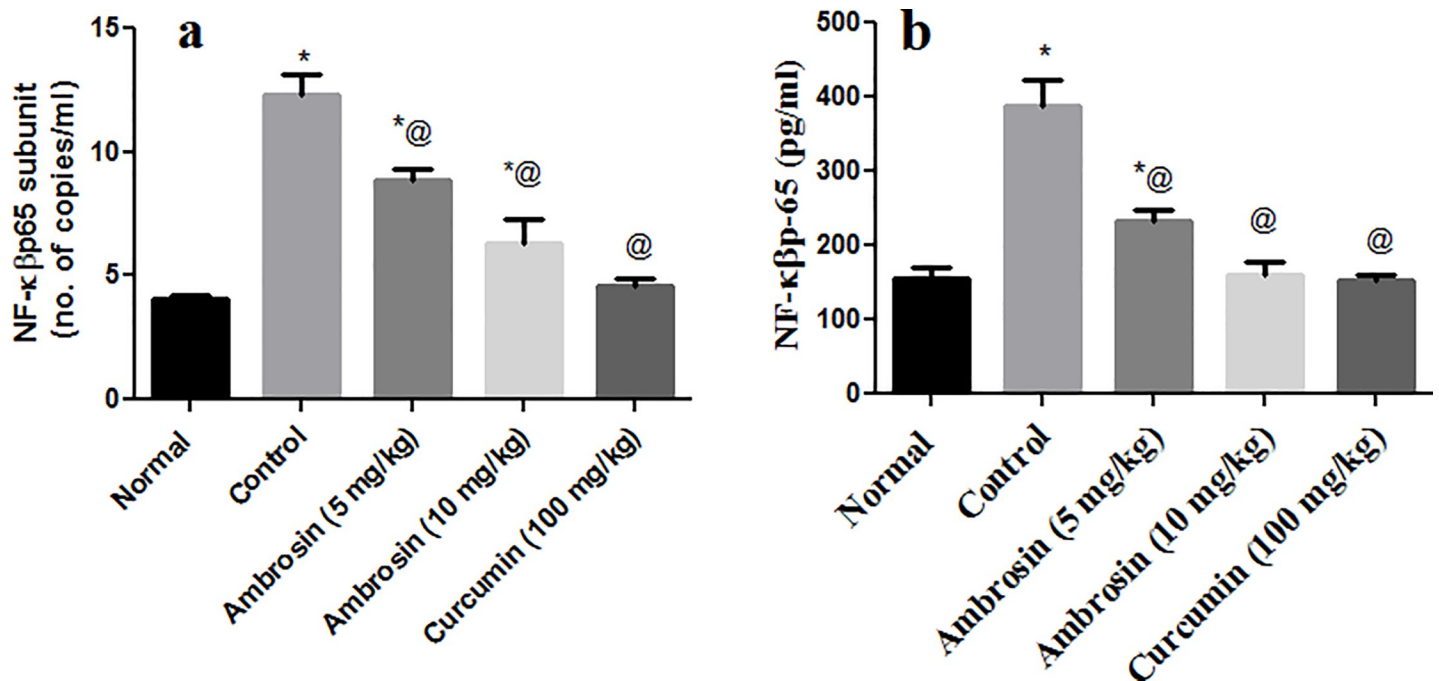 a
NF-κβp65 subunit
(no. of copies/ml)
15
10
5
0
*
*@
*@
@
Normal
Control
Ambrosin (5 mg/kg)
Ambrosin (10 mg/kg)
Curcumin (100 mg/kg)
b
NF-κβp-65 (pg/ml)
500
400
300
200
100
0
*
*@
@
@
Normal
Control
Ambrosin (5 mg/kg)
Ambrosin (10 mg/kg)
Curcumin (100 mg/kg)